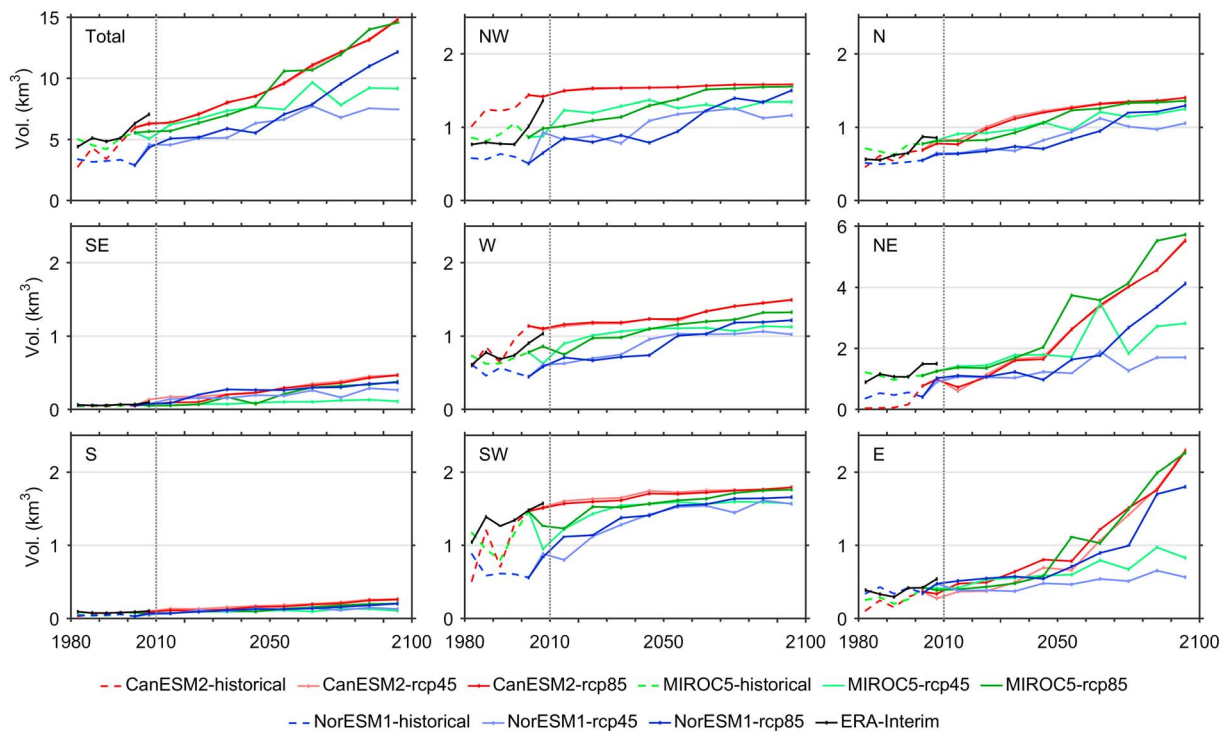 15
Total
2
NW
2
N
Vol. (km³)
10
5
1
1
0
0
0
SE
W
6
NE
Vol. (km³)
2
2
4
1
1
2
0
0
0
S
SW
E
Vol. (km³)
2
2
2
1
1
1
0
0
0
1980 2010 2050 2100
2010 2050 2100
2010 2050 2100
CanESM2-historical CanESM2-rcp45 CanESM2-rcp85 MIROC5-historical MIROC5-rcp45 MIROC5-rcp85
NorESM1-historical NorESM1-rcp45 NorESM1-rcp85 ERA-Interim